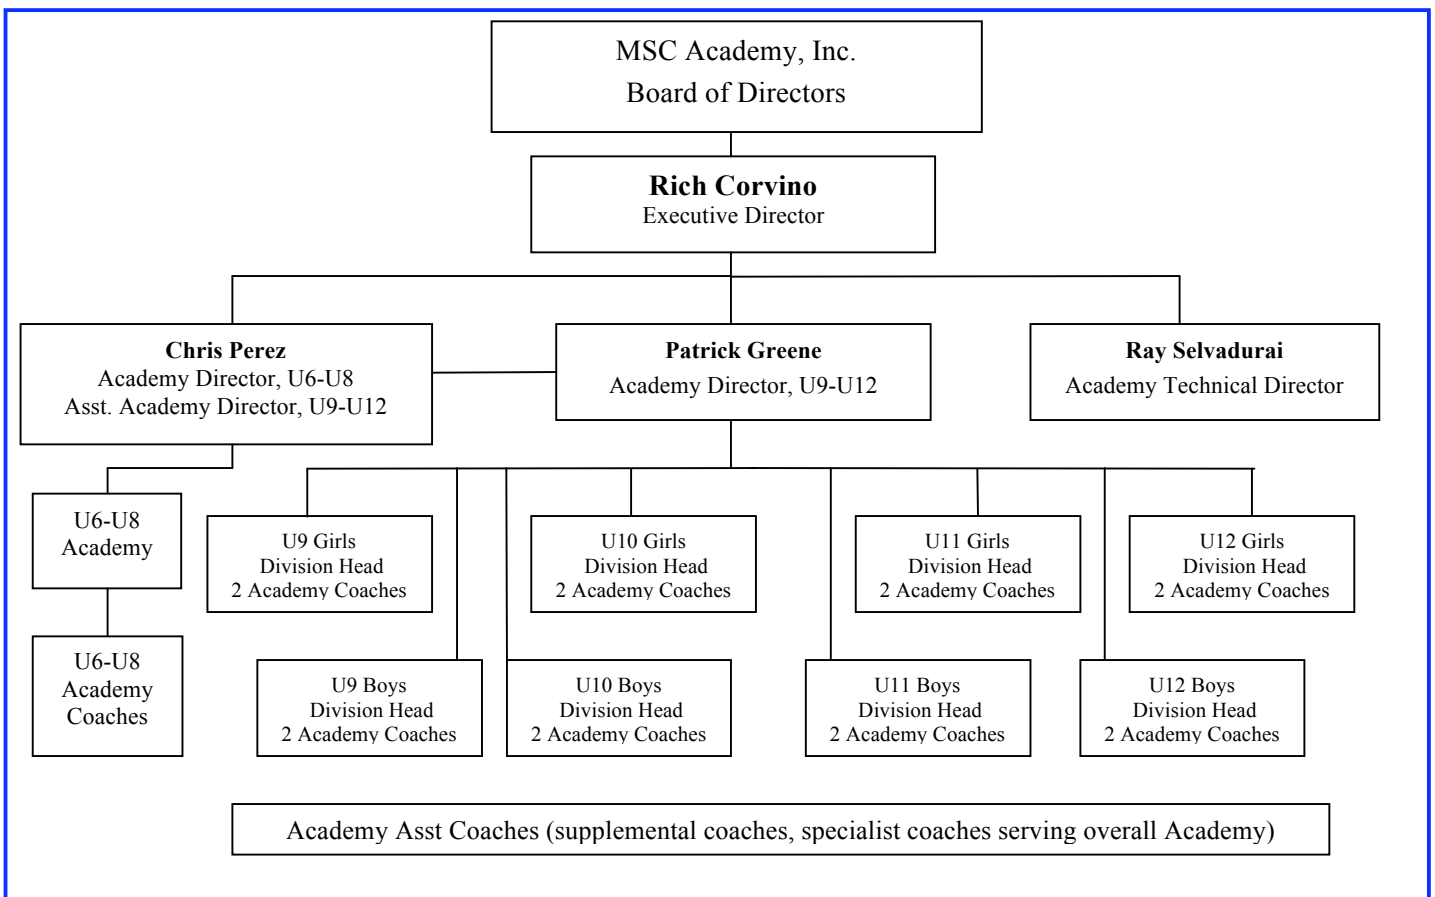 MSC Academy, Inc.
Board of Directors
Rich Corvino
Executive Director
Chris Perez
Academy Director, U6-U8
Asst. Academy Director, U9-U12
Patrick Greene
Academy Director, U9-U12
Ray Selvadurai
Academy Technical Director
U6-U8
Academy
U9 Girls
Division Head
2 Academy Coaches
U10 Girls
Division Head
2 Academy Coaches
U11 Girls
Division Head
2 Academy Coaches
U12 Girls
Division Head
2 Academy Coaches
U6-U8
Academy
Coaches
U9 Boys
Division Head
2 Academy Coaches
U10 Boys
Division Head
2 Academy Coaches
U11 Boys
Division Head
2 Academy Coaches
U12 Boys
Division Head
2 Academy Coaches
Academy Asst Coaches (supplemental coaches, specialist coaches serving overall Academy)